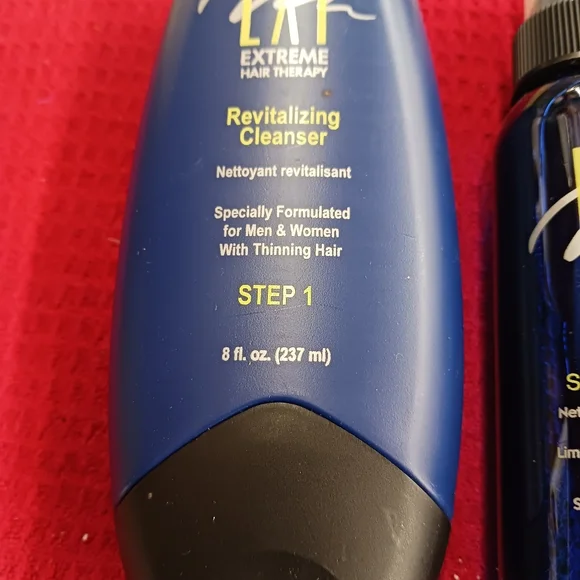 EXTREME
HAIR THERAPY
Revitalizing
Cleanser
Nettoyant revitalisant
Specially Formulated
for Men & Women
With Thinning Hair
STEP 1
8 fl. oz. (237 ml)